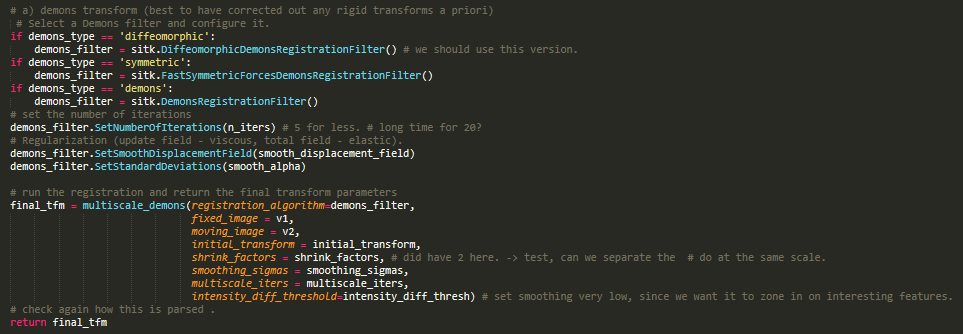 # a) demons transform (best to have corrected out any rigid transforms a priori)
# Select a Demons filter and configure it.
if demons_type == 'diffeomorphic':
demons_filter = sitk.DiffeomorphicDemonsRegistrationFilter() # we should use this version.
if demons_type == 'symmetric':
demons_filter = sitk.FastSymmetricForcesDemonsRegistrationFilter()
if demons_type == 'demons':
demons_filter = sitk.DemonsRegistrationFilter()
# set the number of iterations
demons_filter.SetNumberOfIterations(n_iters) # 5 for less. # long time for 20?
# Regularization (update field - viscous, total field - elastic).
demons_filter.SetSmoothDisplacementField(smooth_displacement_field)
demons_filter.SetStandardDeviations(smooth_alpha)
# run the registration and return the final transform parameters
final_tfm = multiscale_demons(registration_algorithm=demons_filter,
fixed_image = v1,
moving_image = v2,
initial_transform = initial_transform,
shrink_factors = shrink_factors, # did have 2 here. -> test, can we separate the  # do at the same scale.
smoothing_sigmas = smoothing_sigmas,
multiscale_iters = multiscale_iters,
intensity_diff_threshold=intensity_diff_thresh) # set smoothing very low, since we want it to zone in on interesting features.
# check again how this is parsed .
return final_tfm